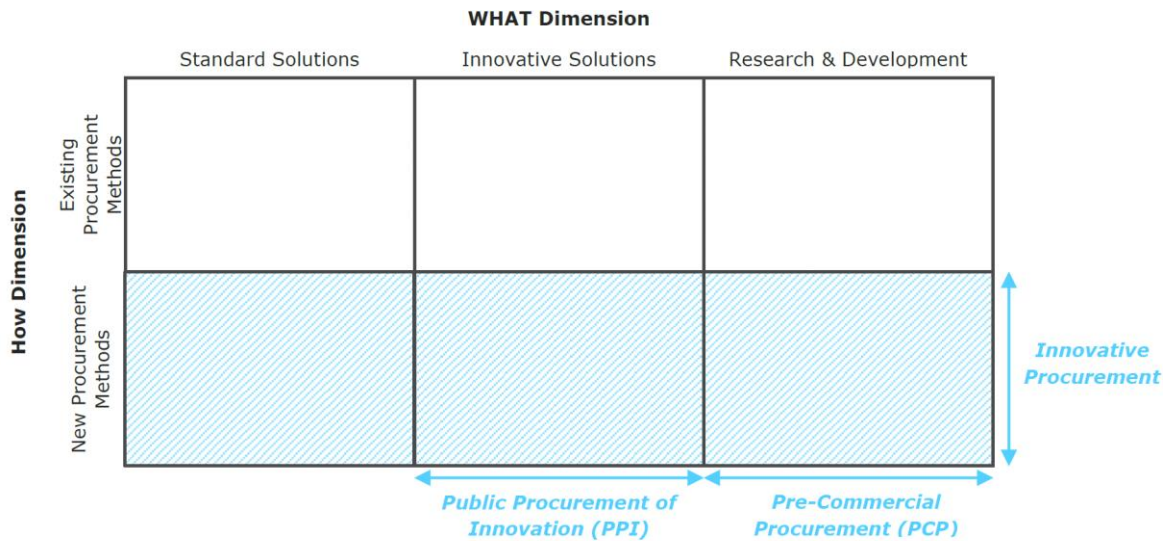 WHAT Dimension
Standard Solutions
Innovative Solutions
Research & Development
How Dimension
Existing
Procurement
Methods
New Procurement
Methods
Innovative
Procurement
Public Procurement of
Innovation (PPI)
Pre-Commercial
Procurement (PCP)